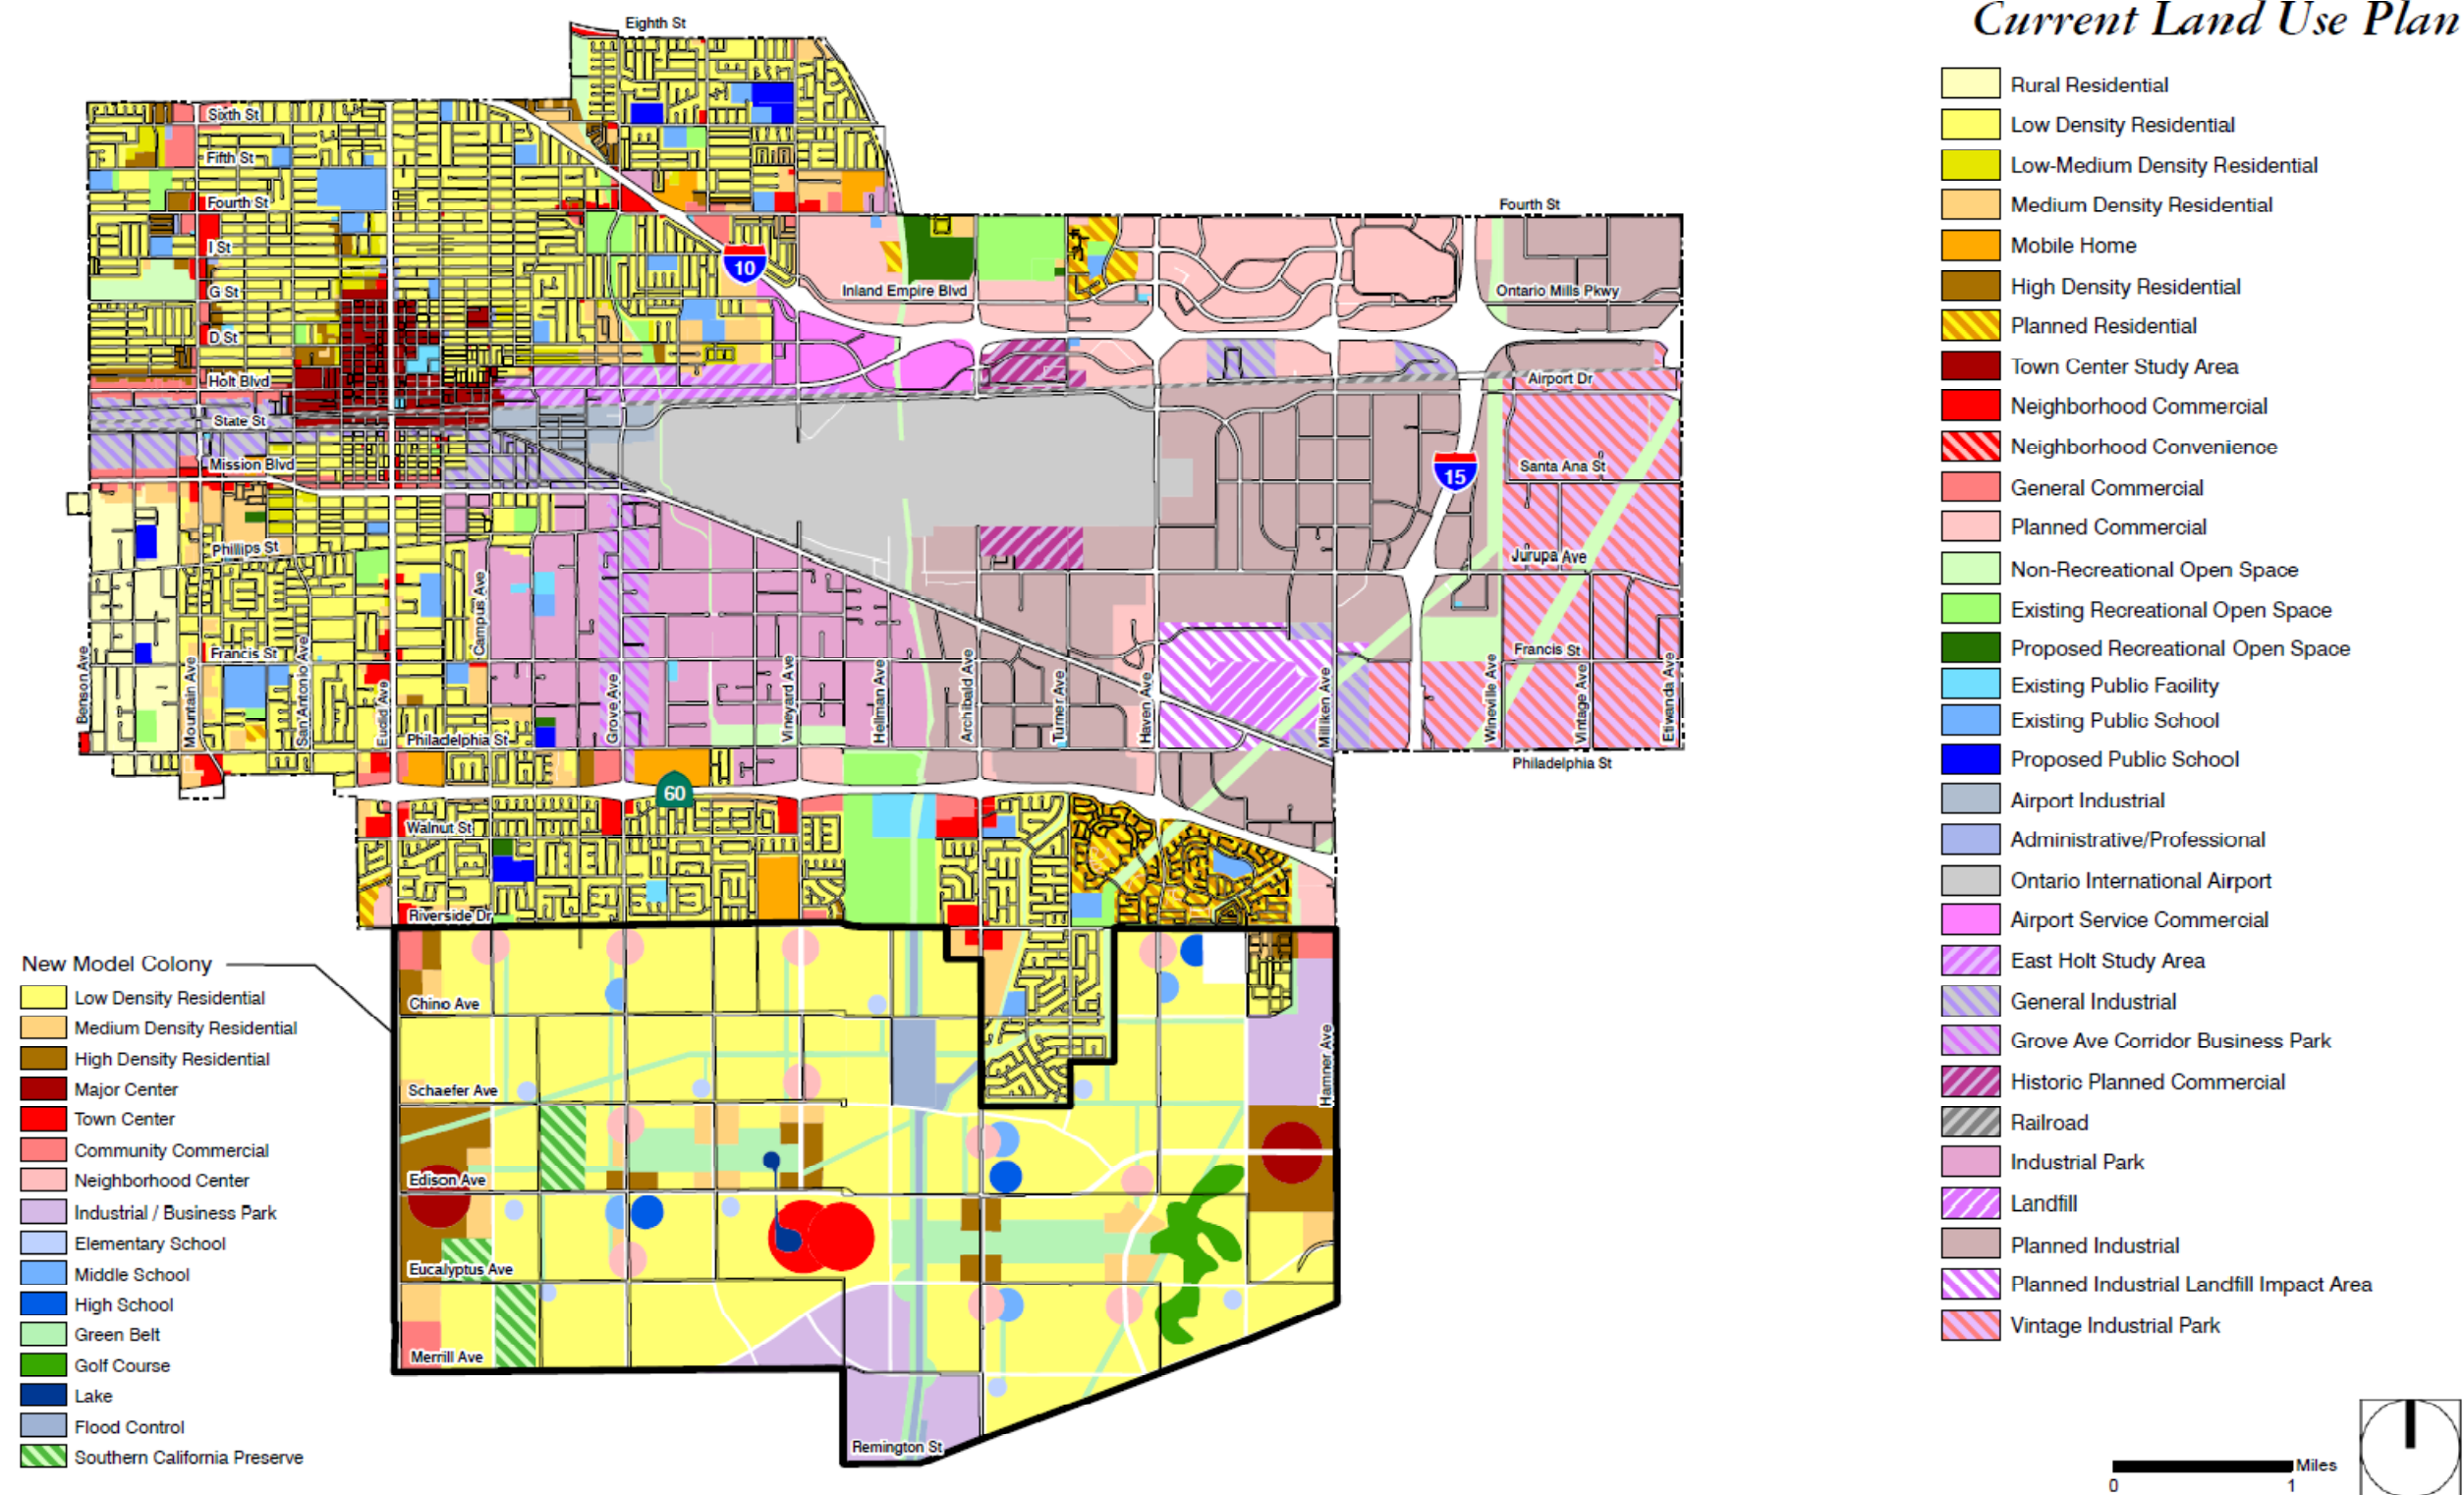 Current Land Use Plan
Eighth St
Sixth St
Fifth St
Fourth St
Fourth St
I St
10
G St
Inland Empire Blvd
Ontario Mills Pkwy
D St
Holt Blvd
Airport Dr
State St
Mission Blvd
Santa Ana St
15
Phillips St
Jurupa Ave
Francis St
Francis St
Benson Ave
Mountain Ave
San Antonio Ave
Euclid Ave
Campus Ave
Grove Ave
Vineyard Ave
Hellman Ave
Archibald Ave
Turner Ave
Haven Ave
Milliken Ave
Wineville Ave
Vintage Ave
Etiwanda Ave
Philadelphia St
Philadelphia St
60
Walnut St
Riverside Dr
Chino Ave
Hamner Ave
Schaefer Ave
Edison Ave
Eucalyptus Ave
Merrill Ave
Remington St
New Model Colony
Low Density Residential
Medium Density Residential
High Density Residential
Major Center
Town Center
Community Commercial
Neighborhood Center
Industrial / Business Park
Elementary School
Middle School
High School
Green Belt
Golf Course
Lake
Flood Control
Southern California Preserve
Rural Residential
Low Density Residential
Low-Medium Density Residential
Medium Density Residential
Mobile Home
High Density Residential
Planned Residential
Town Center Study Area
Neighborhood Commercial
Neighborhood Convenience
General Commercial
Planned Commercial
Non-Recreational Open Space
Existing Recreational Open Space
Proposed Recreational Open Space
Existing Public Facility
Existing Public School
Proposed Public School
Airport Industrial
Administrative/Professional
Ontario International Airport
Airport Service Commercial
East Holt Study Area
General Industrial
Grove Ave Corridor Business Park
Historic Planned Commercial
Railroad
Industrial Park
Landfill
Planned Industrial
Planned Industrial Landfill Impact Area
Vintage Industrial Park
Miles
0 1